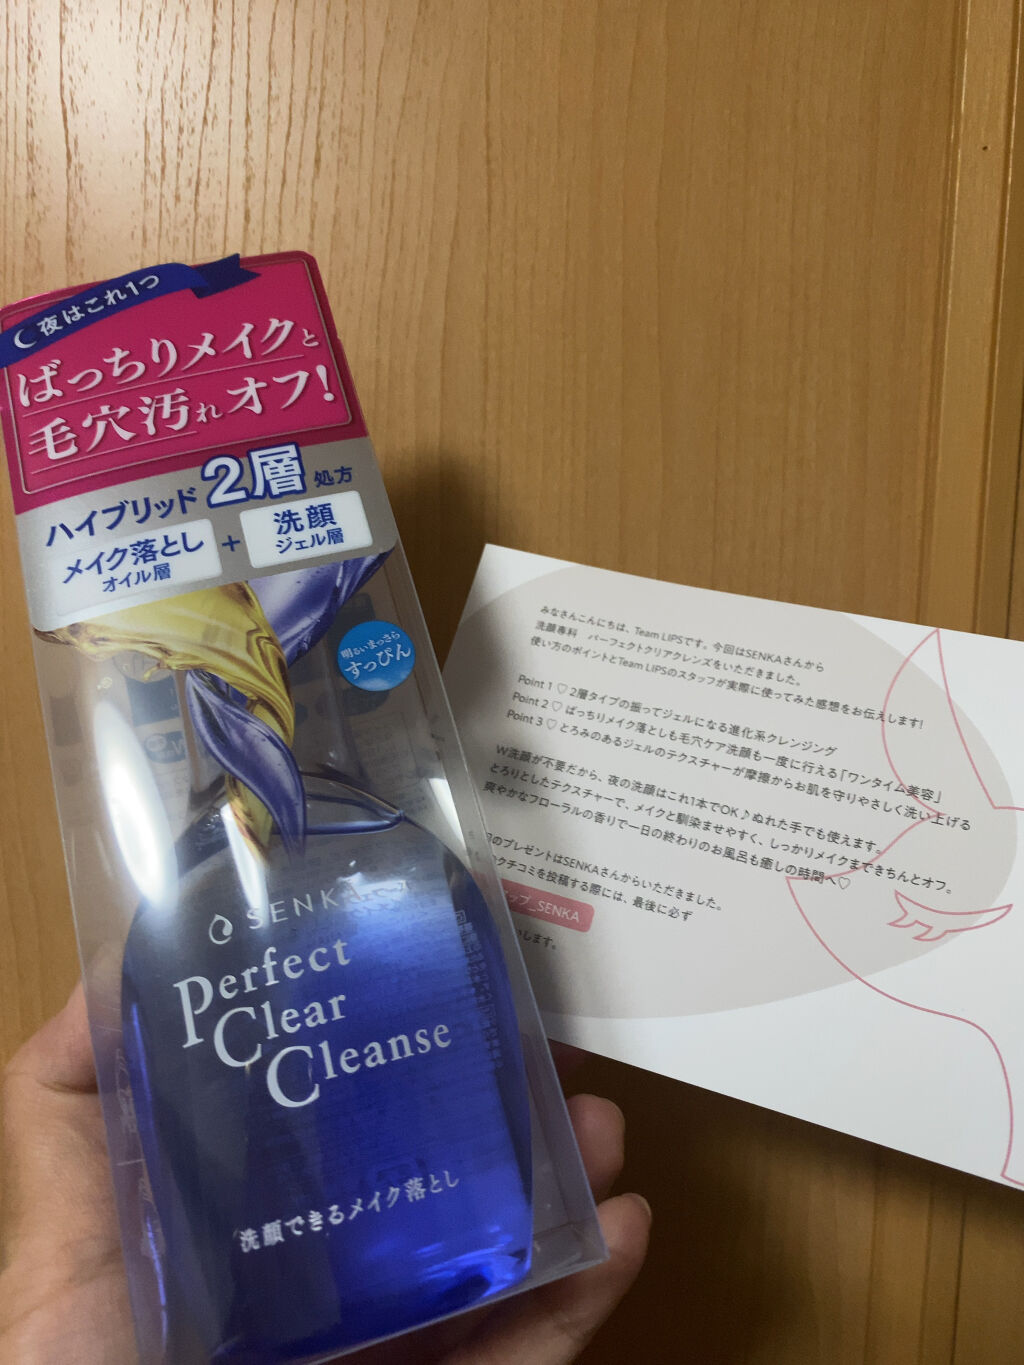 夜はこれ1つ
ばっちりメイクと
毛穴汚れオフ!
ハイブリッド2層処方
メイク落とし
オイル層
+
洗顔
ジェル層
明るいまっさら
すっぴん
SENKA
Perfect
Clear
Cleanse
洗顔できるメイク落とし
みなさんこんにちは、Team LIPSです。今回はSENKAさんから
洗顔専科 パーフェクトクリアクレンズをいただきました。
使い方のポイントとTeam LIPSのスタッフが実際に使ってみた感想をお伝えします!
Point 1 ♡ 2層タイプの振ってジェルになる進化系クレンジング
Point 2 ♡ ばっちりメイク落としも毛穴ケア洗顔も一度に行える「ワンタイム美容」
Point 3 ♡ とろみのあるジェルのテクスチャーが摩擦からお肌を守りやさしく洗い上げる
W洗顔が不要だから、夜の洗顔はこれ1本でOK♪ぬれた手でも使えます。
とろりとしたテクスチャーで、メイクと馴染ませやすく、しっかりメイクまできちんとオフ。
爽やかなフローラルの香りで一日の終わりのお風呂も癒しの時間へ♡
のプレゼントはSENKAさんからいただきました。
クチコミを投稿する際には、最後に必ず
ップ_SENKA
します。